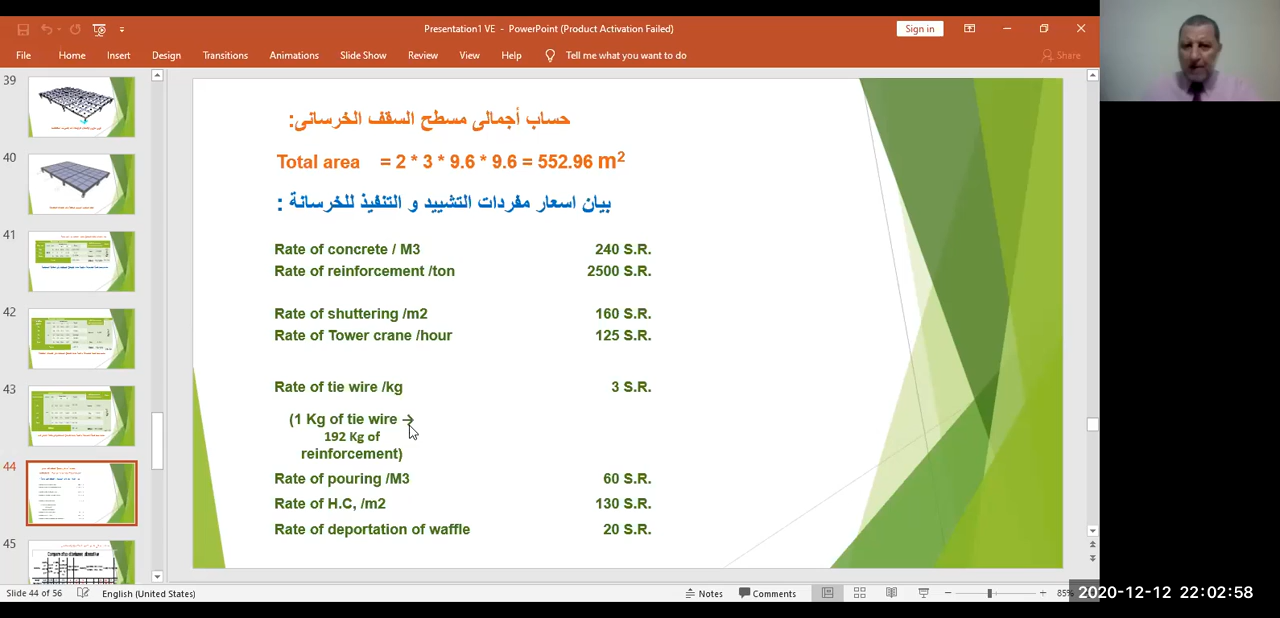 Presentation1 VE - PowerPoint (Product Activation Failed)
Sign in
File Home Insert Design Transitions Animations Slide Show Review View Help Tell me what you want to do Share
39
40
41
42
43
44
45
حساب أجمالى مسطح السقف الخرسانى:
Total area = 2 * 3 * 9.6 * 9.6 = 552.96 m2
بيان اسعار مفردات التشييد و التنفيذ للخرسانة :
Rate of concrete / M3 240 S.R.
Rate of reinforcement /ton 2500 S.R.
Rate of shuttering /m2 160 S.R.
Rate of Tower crane /hour 125 S.R.
Rate of tie wire /kg 3 S.R.
(1 Kg of tie wire →
192 Kg of
reinforcement)
Rate of pouring /M3 60 S.R.
Rate of H.C, /m2 130 S.R.
Rate of deportation of waffle 20 S.R.
Slide 44 of 56 English (United States) Notes Comments 85%
2020-12-12 22:02:58